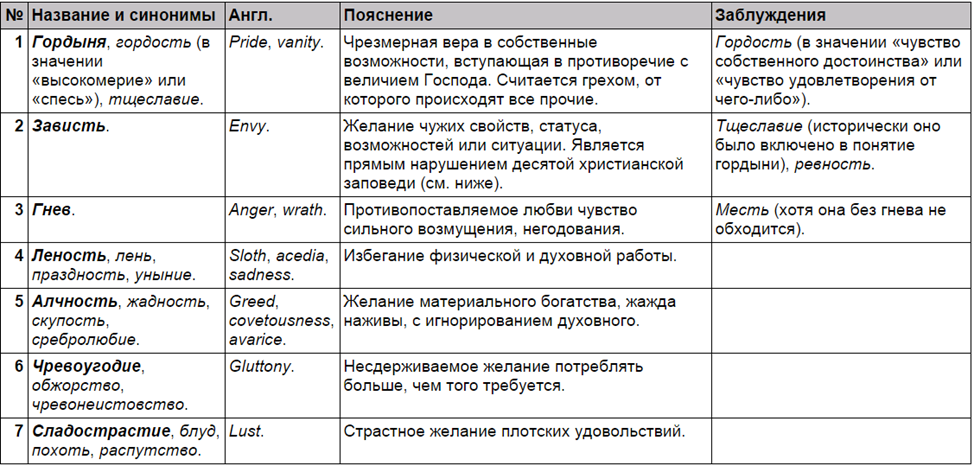 № Название и синонимы Англ. Пояснение Заблуждения
1 Гордыня, гордость (в значении «высокомерие» или «спесь»), тщеславие. Pride, vanity. Чрезмерная вера в собственные возможности, вступающая в противоречие с величием Господа. Считается грехом, от которого происходят все прочие. Гордость (в значении «чувство собственного достоинства» или «чувство удовлетворения от чего-либо»).
2 Зависть. Envy. Желание чужих свойств, статуса, возможностей или ситуации. Является прямым нарушением десятой христианской заповеди (см. ниже). Тщеславие (исторически оно было включено в понятие гордыни), ревность.
3 Гнев. Anger, wrath. Противопоставляемое любви чувство сильного возмущения, негодования. Месть (хотя она без гнева не обходится).
4 Леность, лень, праздность, уныние. Sloth, acedia, sadness. Избегание физической и духовной работы.
5 Алчность, жадность, скупость, сребролюбие. Greed, covetousness, avarice. Желание материального богатства, жажда наживы, с игнорированием духовного.
6 Чревоугодие, обжорство, чревонеистовство. Gluttony. Несдерживаемое желание потреблять больше, чем того требуется.
7 Сладострастие, блуд, похоть, распутство. Lust. Страстное желание плотских удовольствий.